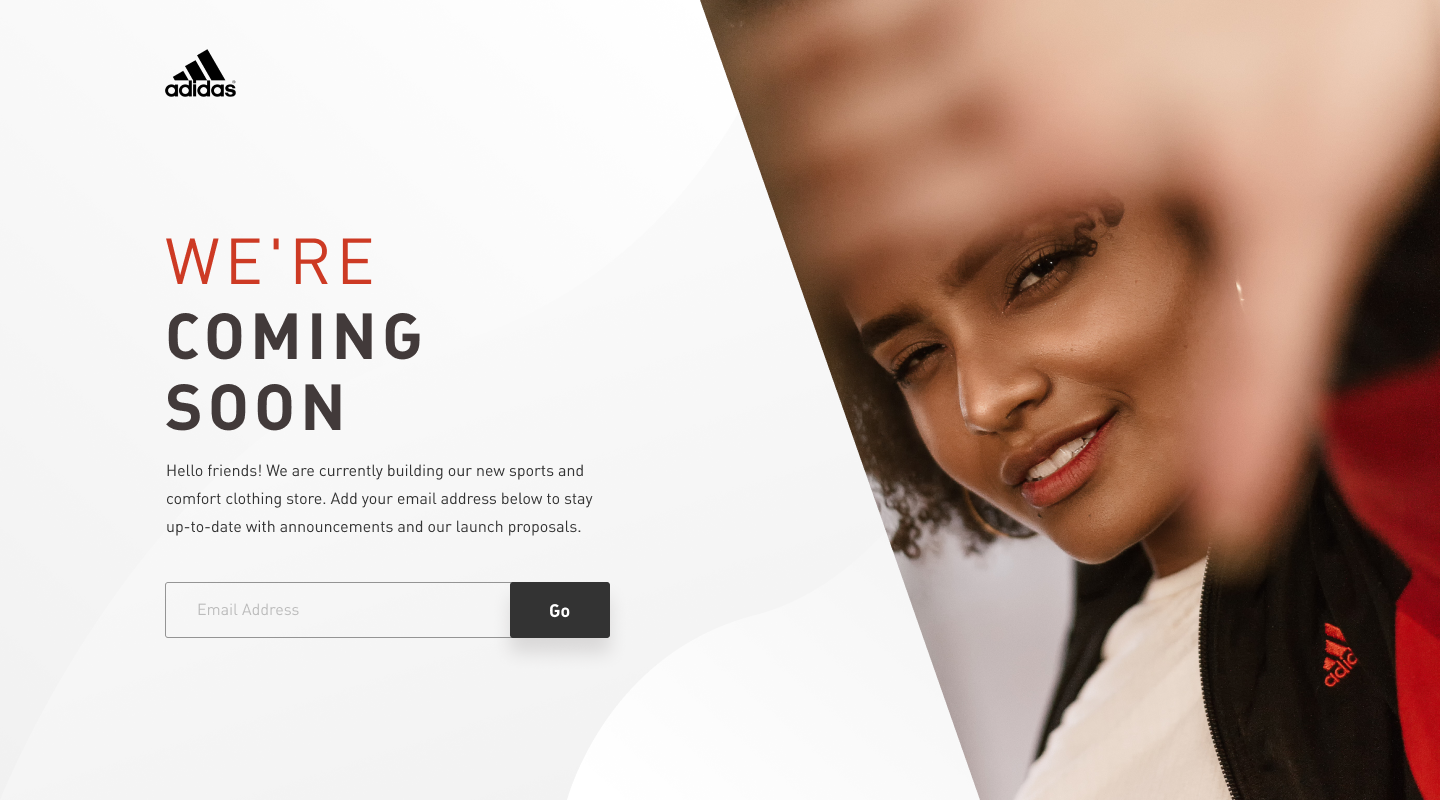 adidas
WE'RE
COMING
SOON
Hello friends! We are currently building our new sports and
comfort clothing store. Add your email address below to stay
up-to-date with announcements and our launch proposals.
Email Address
Go
adic